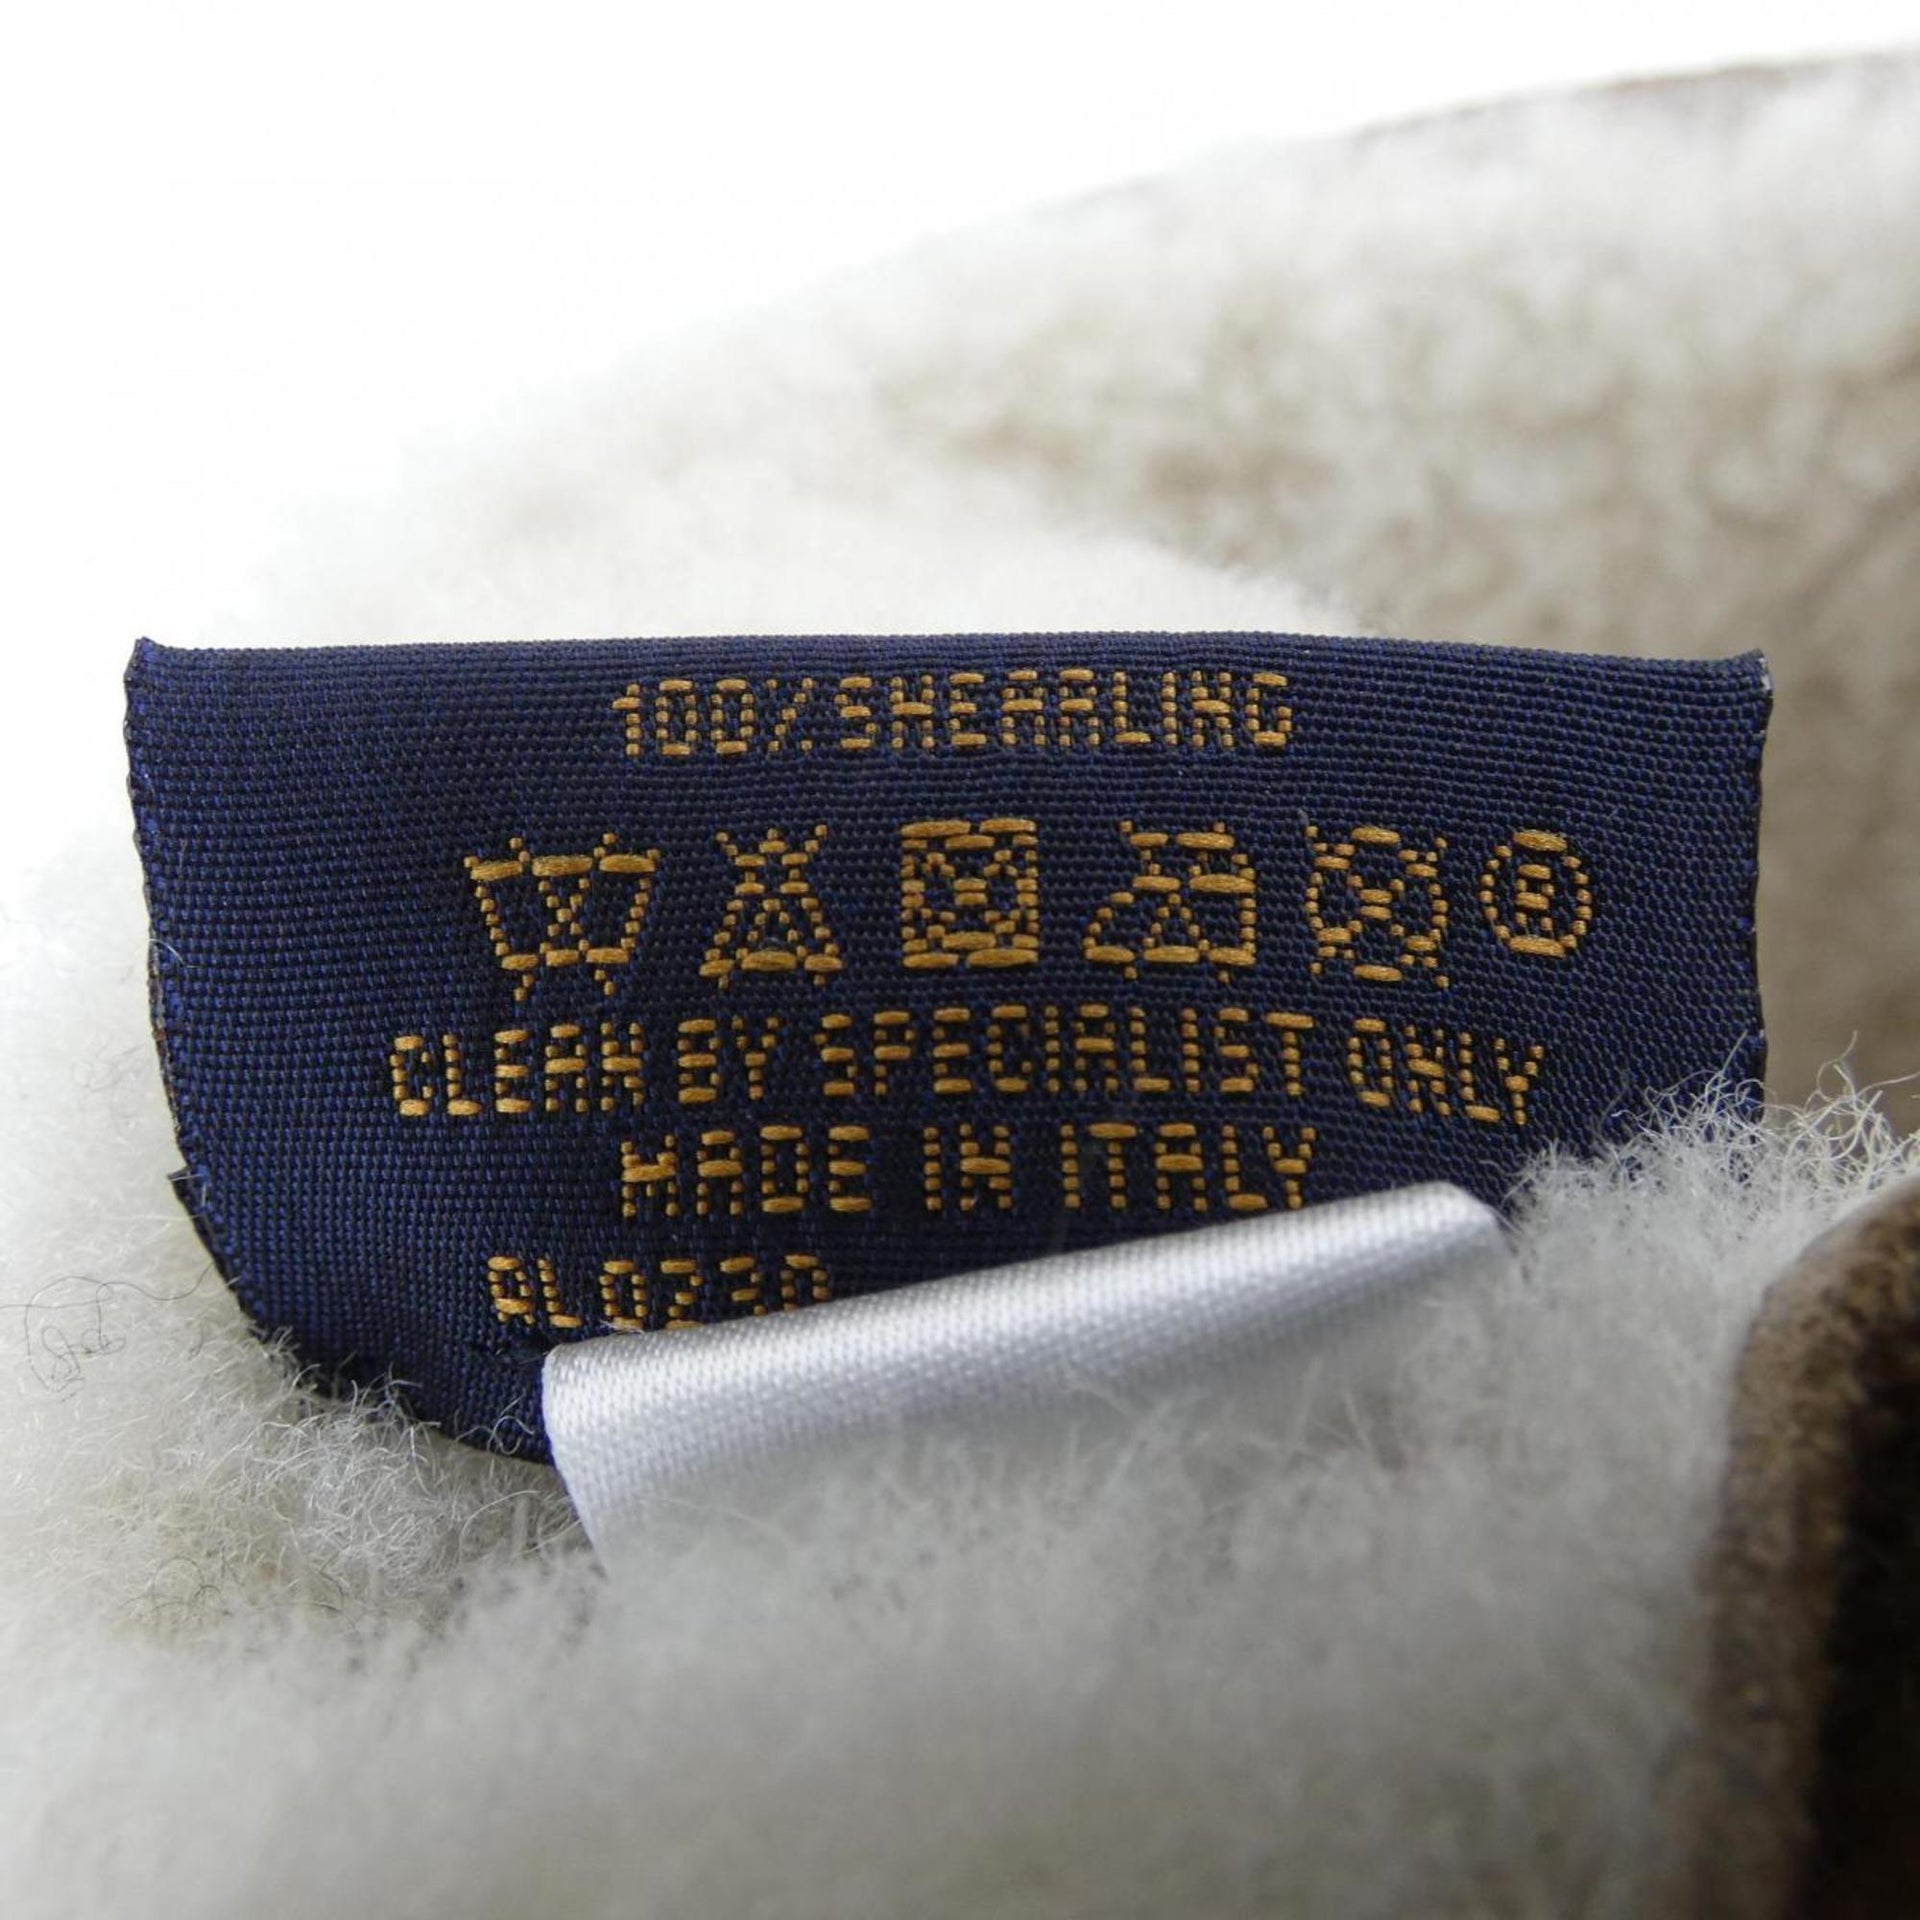 100% SHEARLING
CLEAN BY SPECIALIST ONLY
MADE IN ITALY